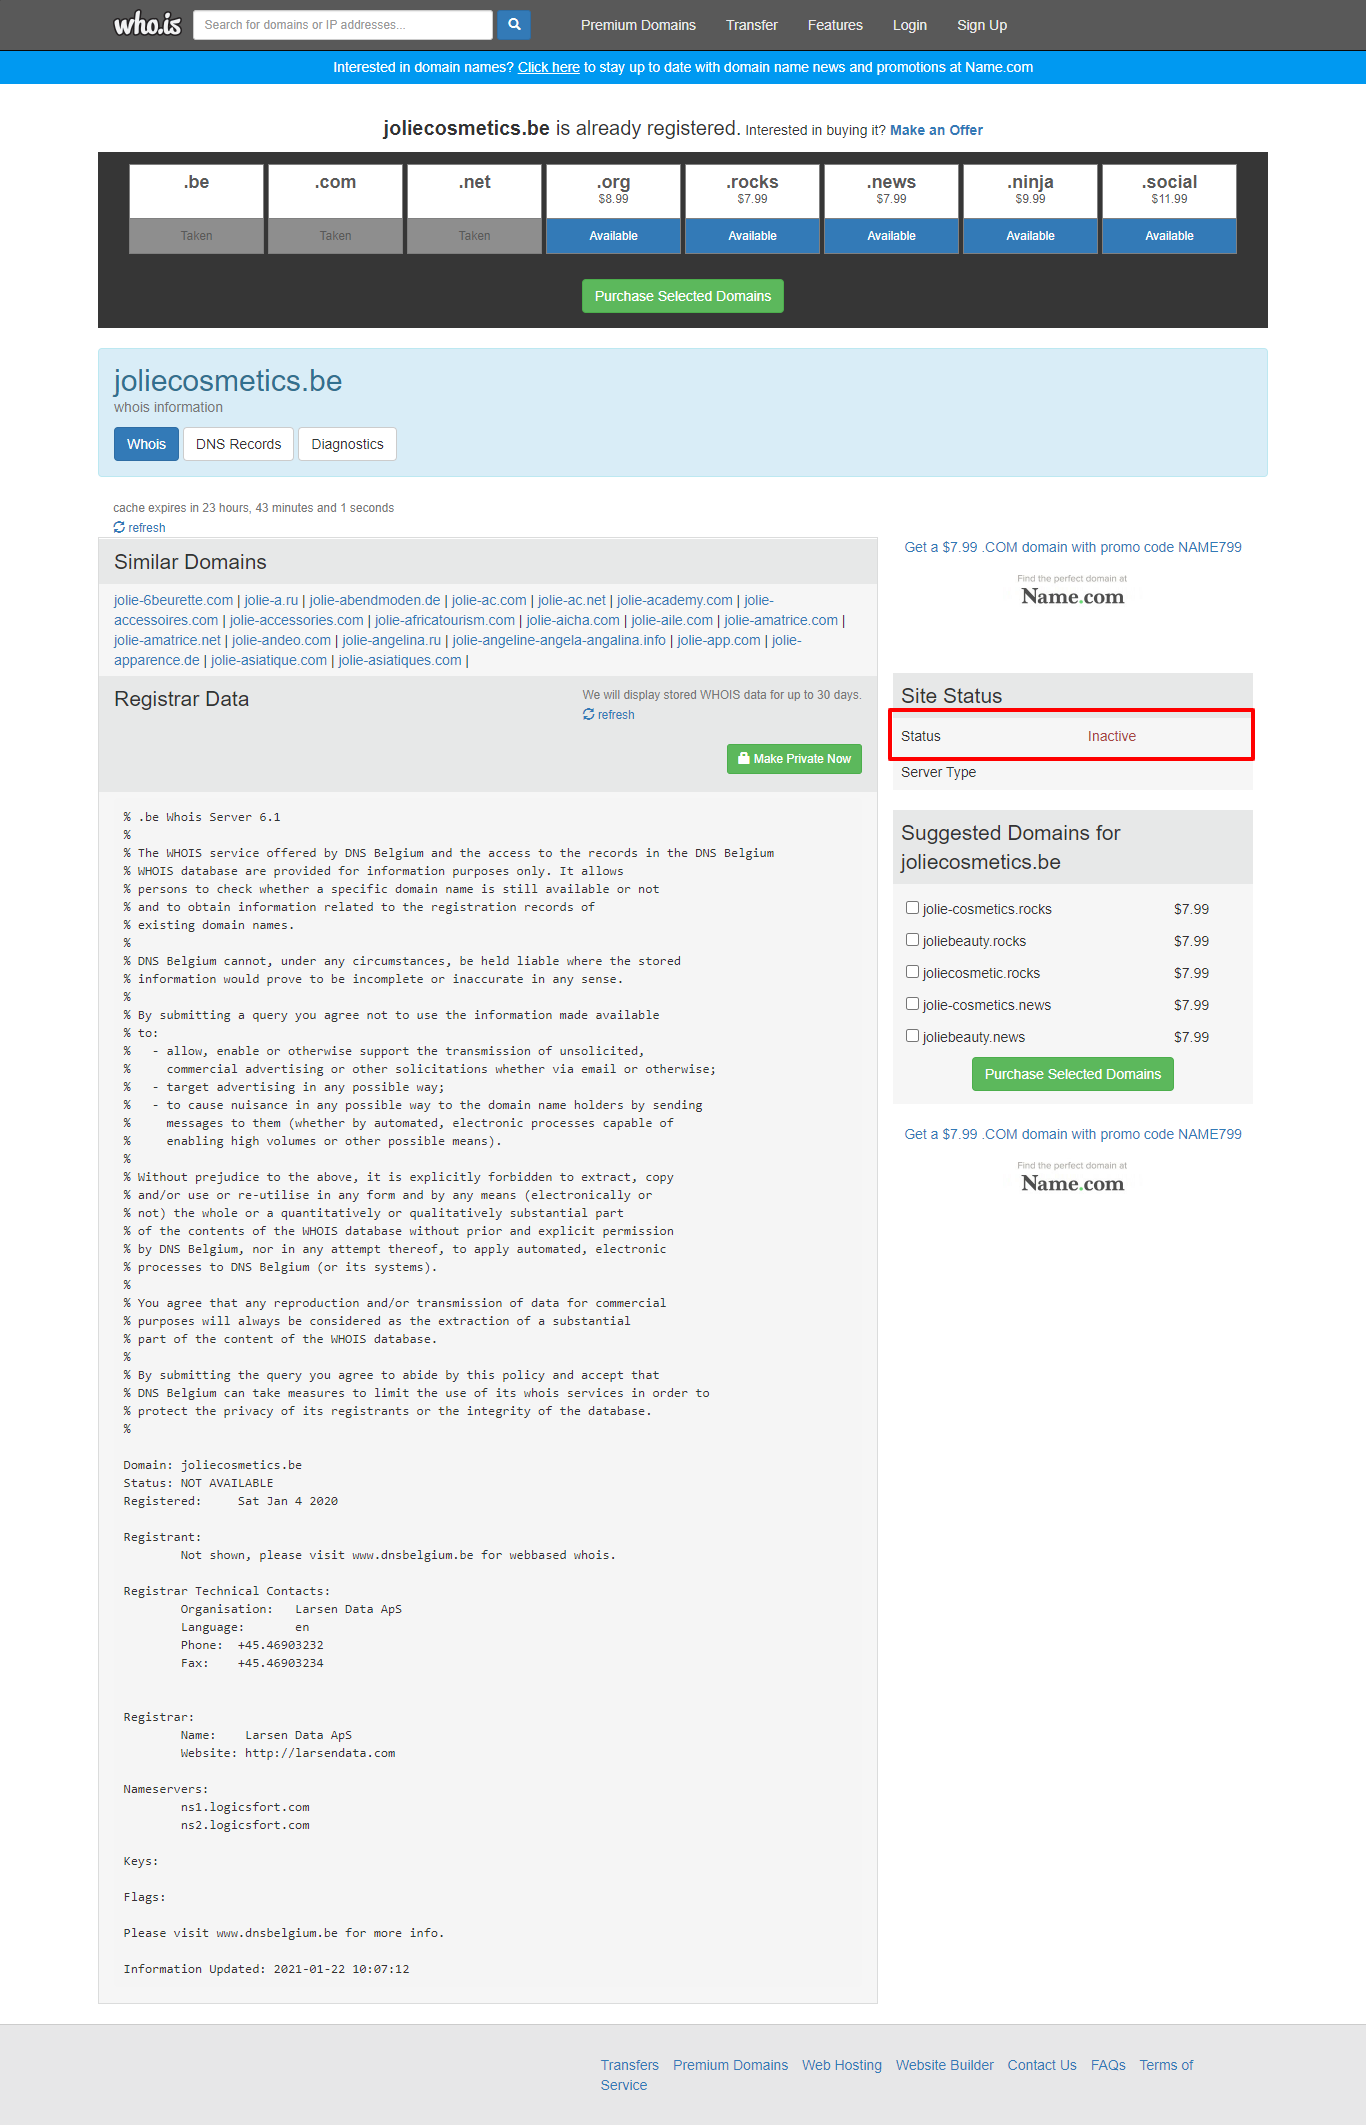 who.is
Search for domains or IP addresses...
Premium Domains
Transfer
Features
Login
Sign Up
Interested in domain names? Click here to stay up to date with domain name news and promotions at Name.com
joliecosmetics.be is already registered. Interested in buying it? Make an Offer
.be
Taken
.com
Taken
.net
Taken
.org
$8.99
Available
.rocks
$7.99
Available
.news
$7.99
Available
.ninja
$9.99
Available
.social
$11.99
Available
Purchase Selected Domains
joliecosmetics.be
whois information
Whois
DNS Records
Diagnostics
cache expires in 23 hours, 43 minutes and 1 seconds
refresh
Similar Domains
jolie-6beurette.com | jolie-a.ru | jolie-abendmoden.de | jolie-ac.com | jolie-ac.net | jolie-academy.com | jolie-
accessoires.com | jolie-accessories.com | jolie-africatourism.com | jolie-aicha.com | jolie-aile.com | jolie-amatrice.com |
jolie-amatrice.net | jolie-andeo.com | jolie-angelina.ru | jolie-angeline-angela-angalina.info | jolie-app.com | jolie-
apparence.de | jolie-asiatique.com | jolie-asiatiques.com |
Registrar Data
We will display stored WHOIS data for up to 30 days.
refresh
Make Private Now
% .be Whois Server 6.1
%
% The WHOIS service offered by DNS Belgium and the access to the records in the DNS Belgium
% WHOIS database are provided for information purposes only. It allows
% persons to check whether a specific domain name is still available or not
% and to obtain information related to the registration records of
% existing domain names.
%
% DNS Belgium cannot, under any circumstances, be held liable where the stored
% information would prove to be incomplete or inaccurate in any sense.
%
% By submitting a query you agree not to use the information made available
% to:
%   - allow, enable or otherwise support the transmission of unsolicited,
%     commercial advertising or other solicitations whether via email or otherwise;
%   - target advertising in any possible way;
%   - to cause nuisance in any possible way to the domain name holders by sending
%     messages to them (whether by automated, electronic processes capable of
%     enabling high volumes or other possible means).
%
% Without prejudice to the above, it is explicitly forbidden to extract, copy
% and/or use or re-utilise in any form and by any means (electronically or
% not) the whole or a quantitatively or qualitatively substantial part
% of the contents of the WHOIS database without prior and explicit permission
% by DNS Belgium, nor in any attempt thereof, to apply automated, electronic
% processes to DNS Belgium (or its systems).
%
% You agree that any reproduction and/or transmission of data for commercial
% purposes will always be considered as the extraction of a substantial
% part of the content of the WHOIS database.
%
% By submitting the query you agree to abide by this policy and accept that
% DNS Belgium can take measures to limit the use of its whois services in order to
% protect the privacy of its registrants or the integrity of the database.
%
Domain: joliecosmetics.be
Status: NOT AVAILABLE
Registered:     Sat Jan 4 2020
Registrant:
Not shown, please visit www.dnsbelgium.be for webbased whois.
Registrar Technical Contacts:
Organisation:   Larsen Data ApS
Language:       en
Phone:  +45.46903232
Fax:    +45.46903234
Registrar:
Name:    Larsen Data ApS
Website: http://larsendata.com
Nameservers:
ns1.logicsfort.com
ns2.logicsfort.com
Keys:
Flags:
Please visit www.dnsbelgium.be for more info.
Information Updated: 2021-01-22 10:07:12
Get a $7.99 .COM domain with promo code NAME799
Find the perfect domain at
Name.com
Site Status
Status Inactive
Server Type
Suggested Domains for
joliecosmetics.be
jolie-cosmetics.rocks $7.99
joliebeauty.rocks $7.99
joliecosmetic.rocks $7.99
jolie-cosmetics.news $7.99
joliebeauty.news $7.99
Purchase Selected Domains
Get a $7.99 .COM domain with promo code NAME799
Find the perfect domain at
Name.com
Transfers Premium Domains Web Hosting Website Builder Contact Us FAQs Terms of
Service